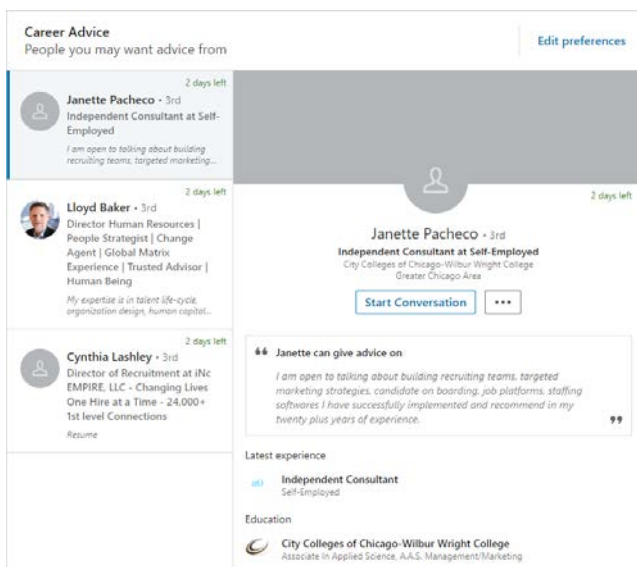 Career Advice
People you may want advice from
Edit preferences
2 days left
Janette Pacheco • 3rd
Independent Consultant at Self-
Employed
I am open to talking about building
recruiting teams, targeted marketing...
2 days left
Lloyd Baker • 3rd
Director Human Resources |
People Strategist | Change
Agent | Global Matrix
Experience | Trusted Advisor |
Human Being
My expertise is in talent life-cycle,
organization design, human capital...
2 days left
Cynthia Lashley • 3rd
Director of Recruitment at iNc
EMPIRE, LLC - Changing Lives
One Hire at a Time - 24,000+
1st level Connections
Resume
2 days left
Janette Pacheco • 3rd
Independent Consultant at Self-Employed
City Colleges of Chicago-Wilbur Wright College
Greater Chicago Area
Start Conversation
•••
❝ Janette can give advice on
I am open to talking about building recruiting teams, targeted
marketing strategies, candidate on boarding, job platforms, staffing
softwares I have successfully implemented and recommend in my
twenty plus years of experience. ❞
Latest experience
Independent Consultant
Self-Employed
Education
City Colleges of Chicago-Wilbur Wright College
Associate In Applied Science, A.A.S. Management/Marketing